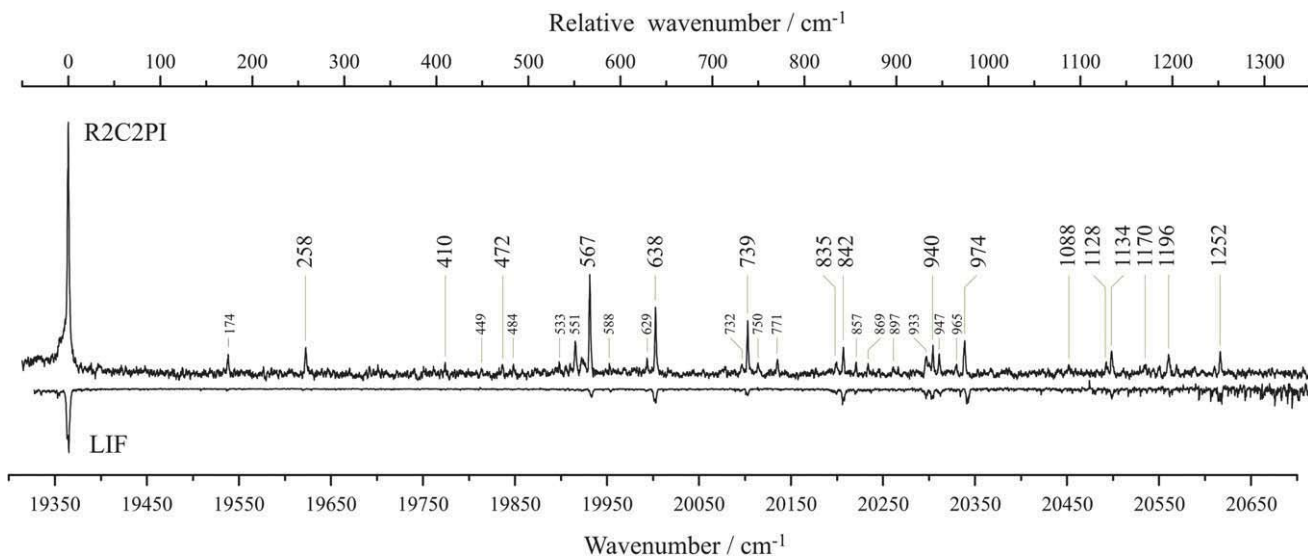 Relative wavenumber / cm-1
0 100 200 300 400 500 600 700 800 900 1000 1100 1200 1300
R2C2PI
174 258 410 449 472 484 533 551 567 588 629 638 732 739 750 771 835 842 857 869 897 933 940 947 965 974 1088 1128 1134 1170 1196 1252
LIF
19350 19450 19550 19650 19750 19850 19950 20050 20150 20250 20350 20450 20550 20650
Wavenumber / cm-1